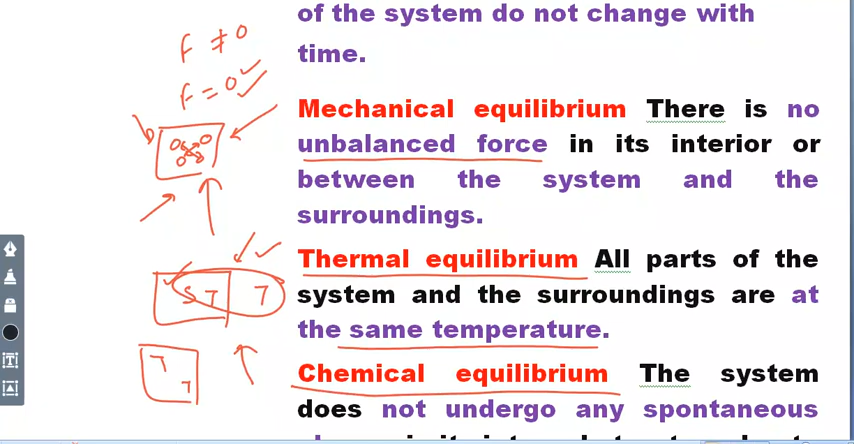 of the system do not change with
time.
F ≠ 0
F = 0
Mechanical equilibrium There is no
unbalanced force in its interior or
between the system and the
surroundings.
Thermal equilibrium All parts of the
system and the surroundings are at
the same temperature.
S T T
T
T
Chemical equilibrium The system
does not undergo any spontaneous